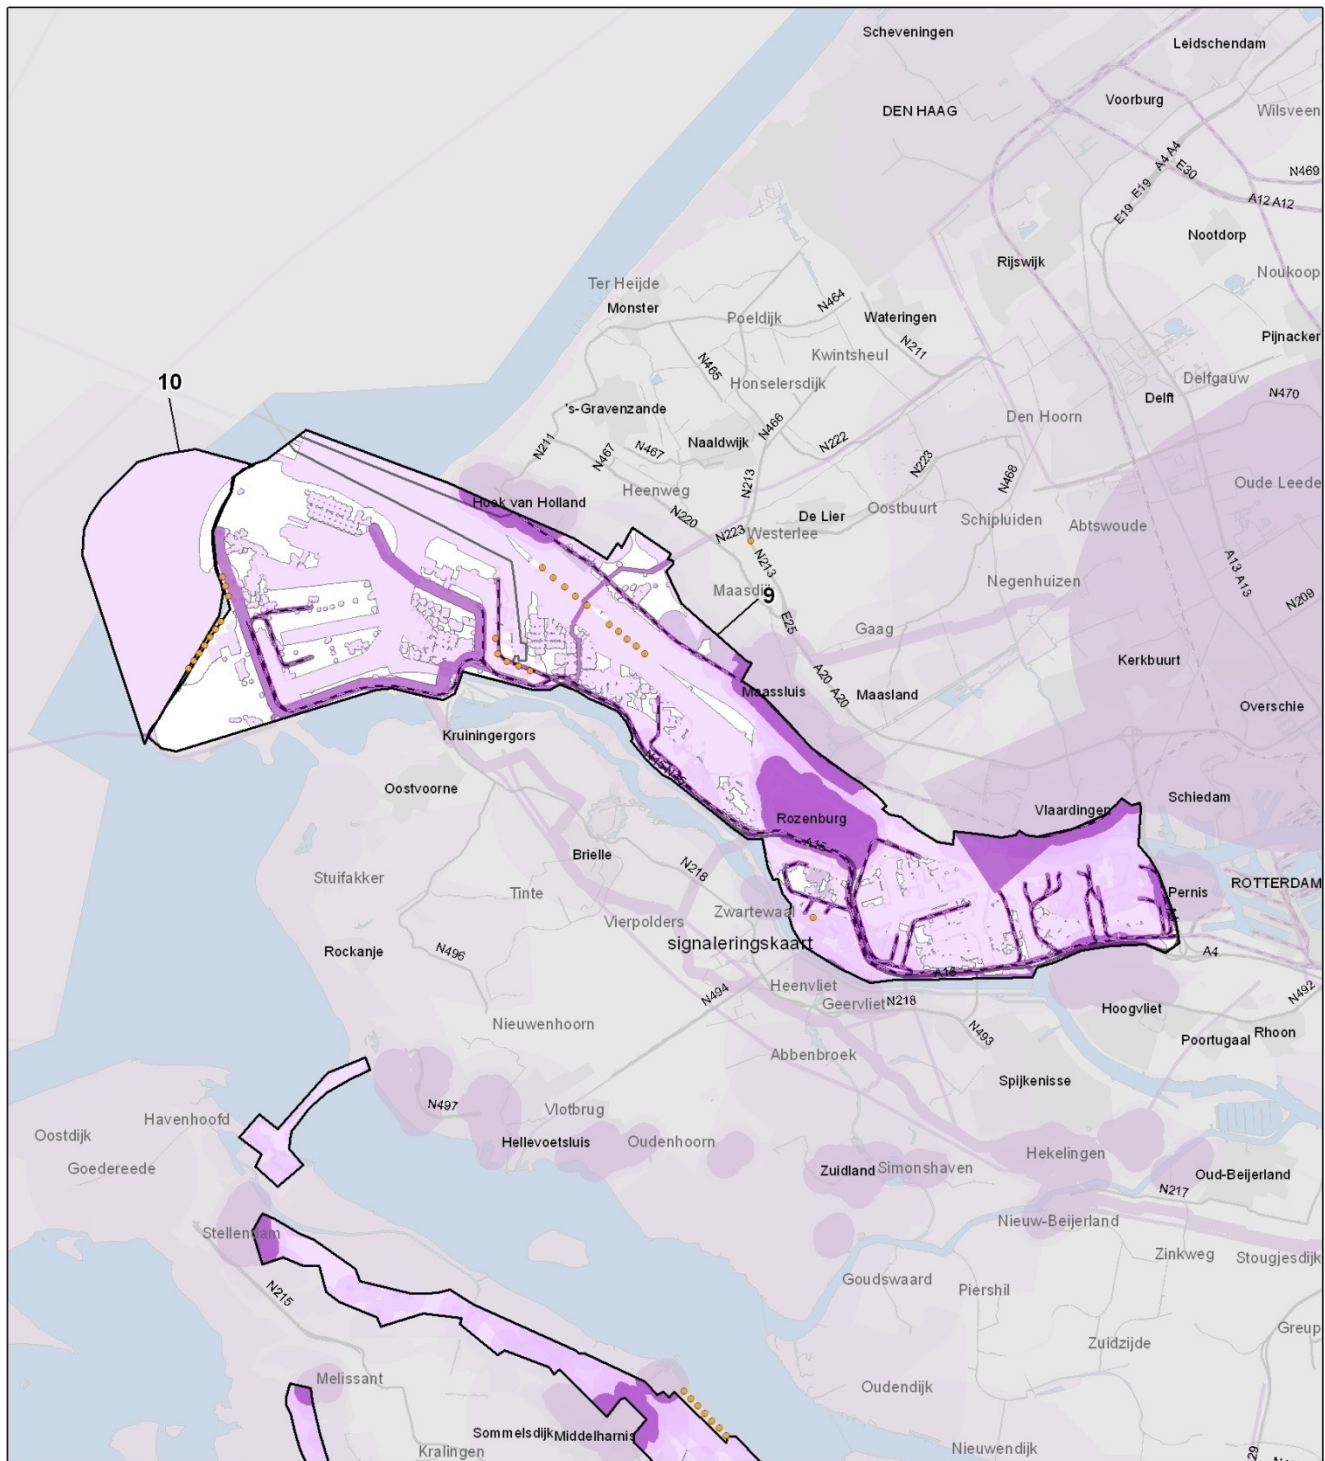 Scheveningen
Leidschendam
Voorburg
DEN HAAG
Wilsveen
A4 A4
E30
E19
E19
N469
A12 A12
Nootdorp
Rijswijk
Noukoop
Ter Heijde
Monster
Poeldijk
N464
Wateringen
Pijnacker
N211
Kwintsheul
N465
Honselersdijk
Delfgauw
10
Delft
N470
's-Gravenzande
Den Hoorn
N466
N211
Naaldwijk
N222
N467
N467
N223
N468
N213
Oude Leede
Heenweg
Hoek van Holland
Oostbuurt
De Lier
N220
Schipluiden
Abtswoude
N223
Westerlee
N213
A13 A13
Negenhuizen
Maasdijk
9
N209
E25
Gaag
Kerkbuurt
A20 A20
Maassluis
Maasland
Overschie
Kruiningergors
Oostvoorne
Schiedam
Vlaardingen
Rozenburg
A15
Brielle
N218
Stuifakker
Tinte
Pernis
ROTTERDAM
Zwartewaal
Vierpolders
signaleringskaart
Rockanje
N496
A4
A15
Heenvliet
N494
Geervliet
N218
N492
Hoogvliet
N493
Nieuwenhoorn
Poortugaal
Rhoon
Abbenbroek
Spijkenisse
N497
Vlotbrug
Havenhoofd
Oostdijk
Hellevoetsluis
Oudenhoorn
Hekelingen
Goedereede
Zuidland
Simonshaven
Oud-Beijerland
N217
Nieuw-Beijerland
Stellendam
Zinkweg
Stougjesdijk
Goudswaard
Piershil
N215
Greup
Zuidzijde
Melissant
Oudendijk
Sommelsdijk
Middelharnis
Kralingen
Nieuwendijk
29